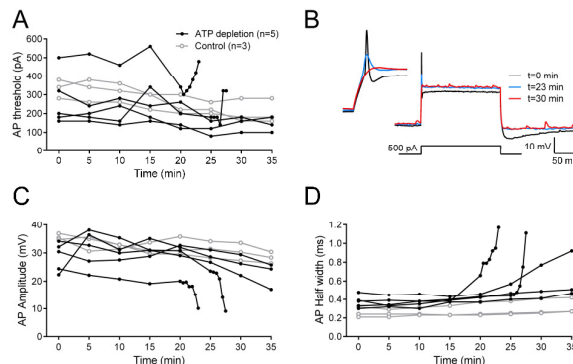 A
ATP depletion (n=5)
Control (n=3)
AP threshold (pA)
600
500
400
300
200
100
0
0 5 10 15 20 25 30 35
Time (min)
B
t=0 min
t=23 min
t=30 min
500 pA
10 mV
50 m
C
AP Amplitude (mV)
40
30
20
10
0
0 5 10 15 20 25 30 35
Time (min)
D
AP Half width (ms)
1.2
1.0
0.8
0.6
0.4
0.2
0.0
0 5 10 15 20 25 30 35
Time (min)